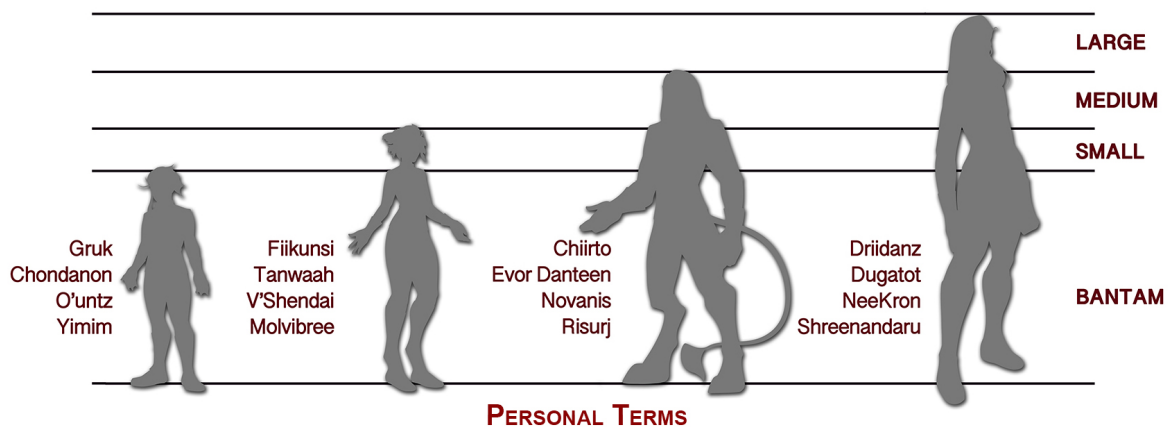 LARGE
MEDIUM
SMALL
Gruk
Chondanon
O'untz
Yimim
Fiikunsi
Tanwaah
V'Shendai
Molvibree
Chiirto
Evor Danteen
Novanis
Risurj
Driidanz
Dugatot
NeeKron
Shreenandaru
BANTAM
PERSONAL TERMS